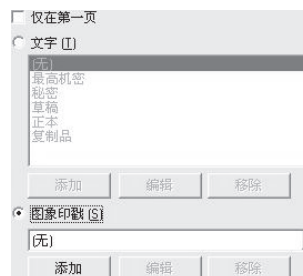 仅在第一页
文字 (T)
(无)
最高机密
秘密
草稿
正本
复制品
添加 编辑 移除
图象印戳 (S)
(无)
添加 编辑 移除